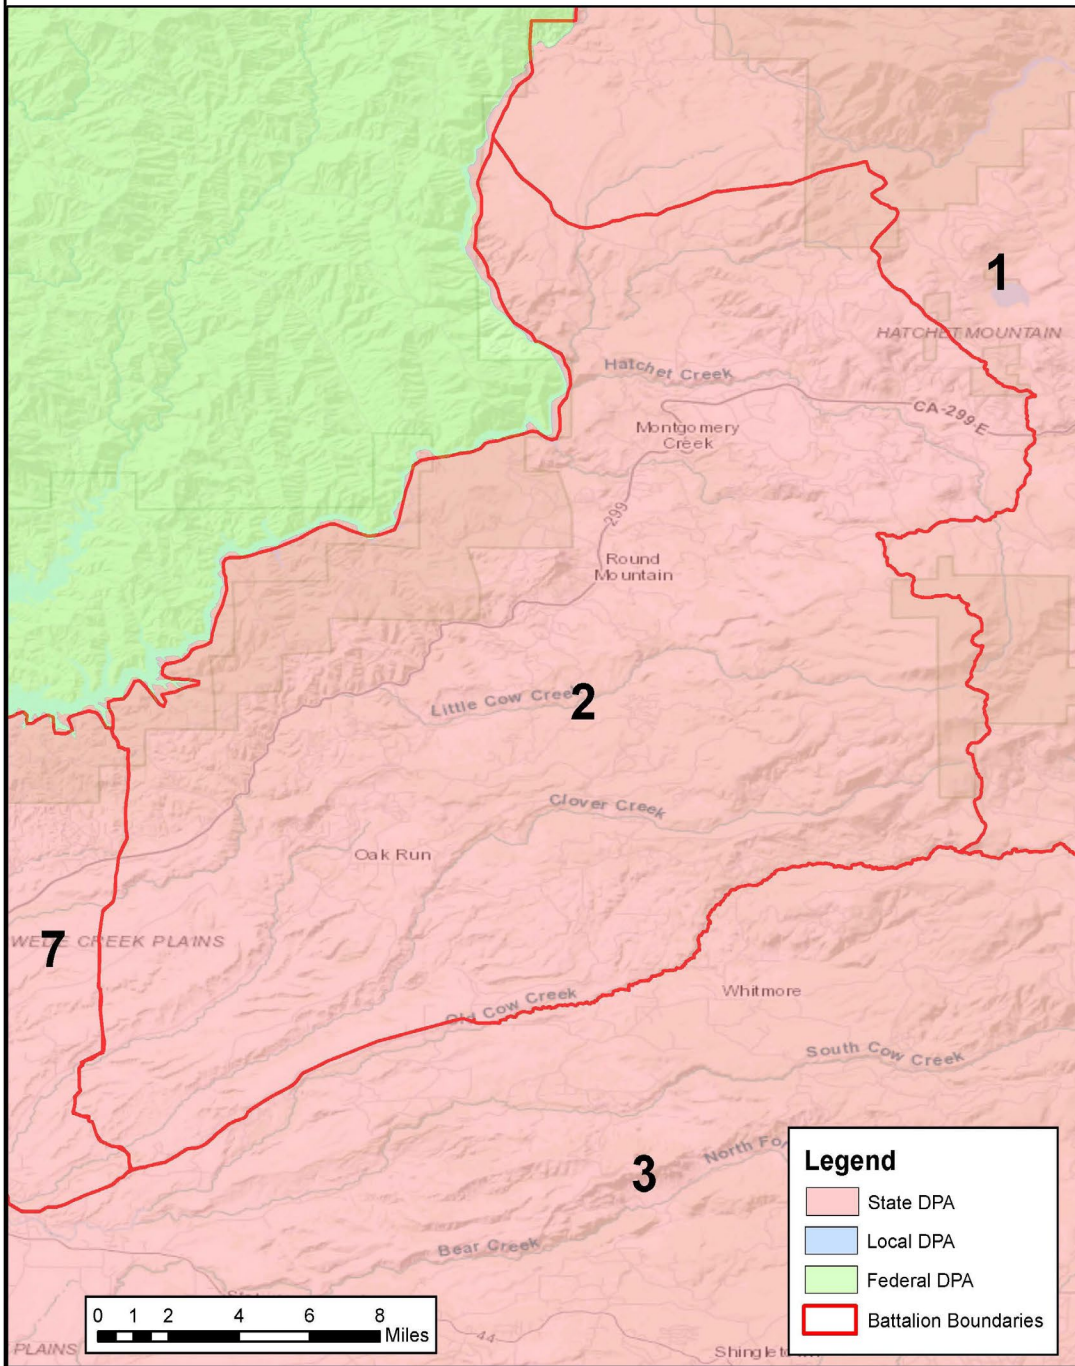 1
HATCHET MOUNTAIN
Hatchet Creek
CA-299-E
Montgomery
Creek
299
Round
Mountain
Little Cow Creek
2
Clover Creek
Oak Run
7
CREEK PLAINS
Whitmore
Old Cow Creek
South Cow Creek
North
3
Bear Creek
44
PLAINS
Legend
State DPA
Local DPA
Federal DPA
Battalion Boundaries
0 1 2 4 6 8
Miles